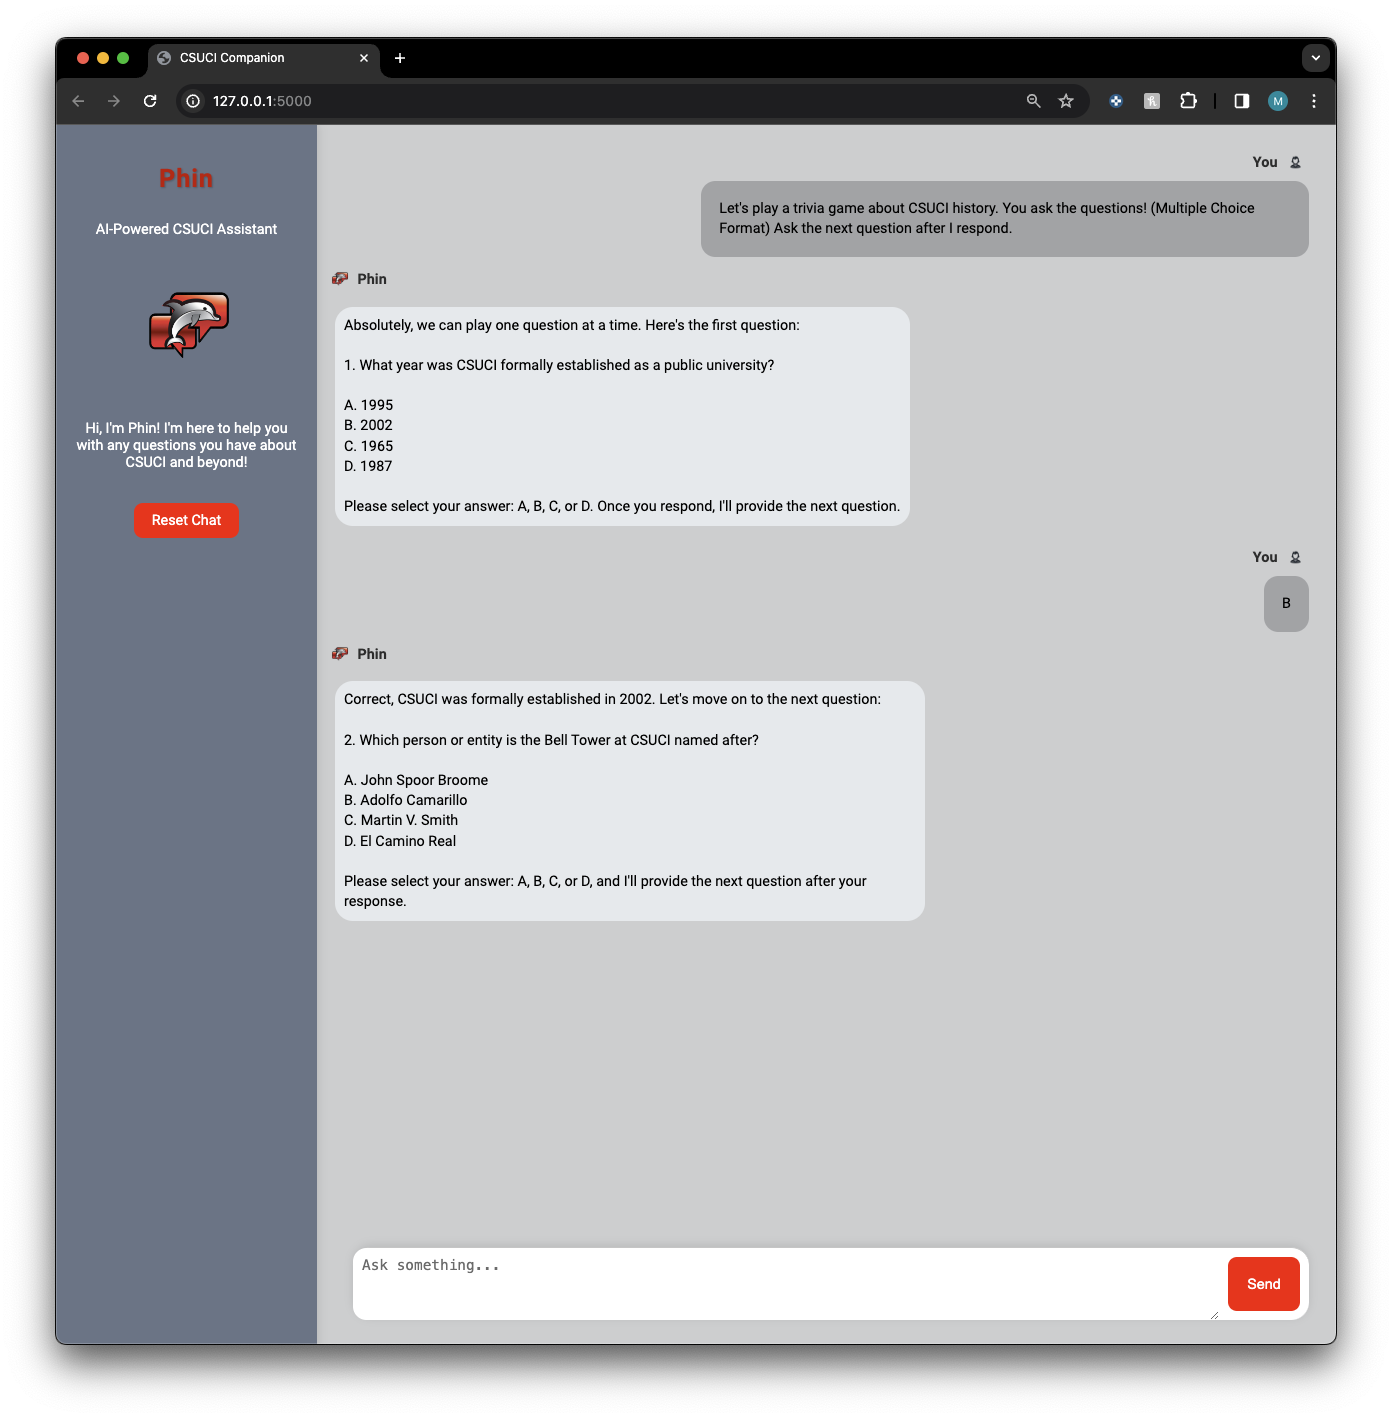 CSUCI Companion
127.0.0.1:5000
M
Phin
AI-Powered CSUCI Assistant
Hi, I'm Phin! I'm here to help you
with any questions you have about
CSUCI and beyond!
Reset Chat
You
Let's play a trivia game about CSUCI history. You ask the questions! (Multiple Choice
Format) Ask the next question after I respond.
Phin
Absolutely, we can play one question at a time. Here's the first question:
1. What year was CSUCI formally established as a public university?
A. 1995
B. 2002
C. 1965
D. 1987
Please select your answer: A, B, C, or D. Once you respond, I'll provide the next question.
You
B
Phin
Correct, CSUCI was formally established in 2002. Let's move on to the next question:
2. Which person or entity is the Bell Tower at CSUCI named after?
A. John Spoor Broome
B. Adolfo Camarillo
C. Martin V. Smith
D. El Camino Real
Please select your answer: A, B, C, or D, and I'll provide the next question after your
response.
Ask something...
Send